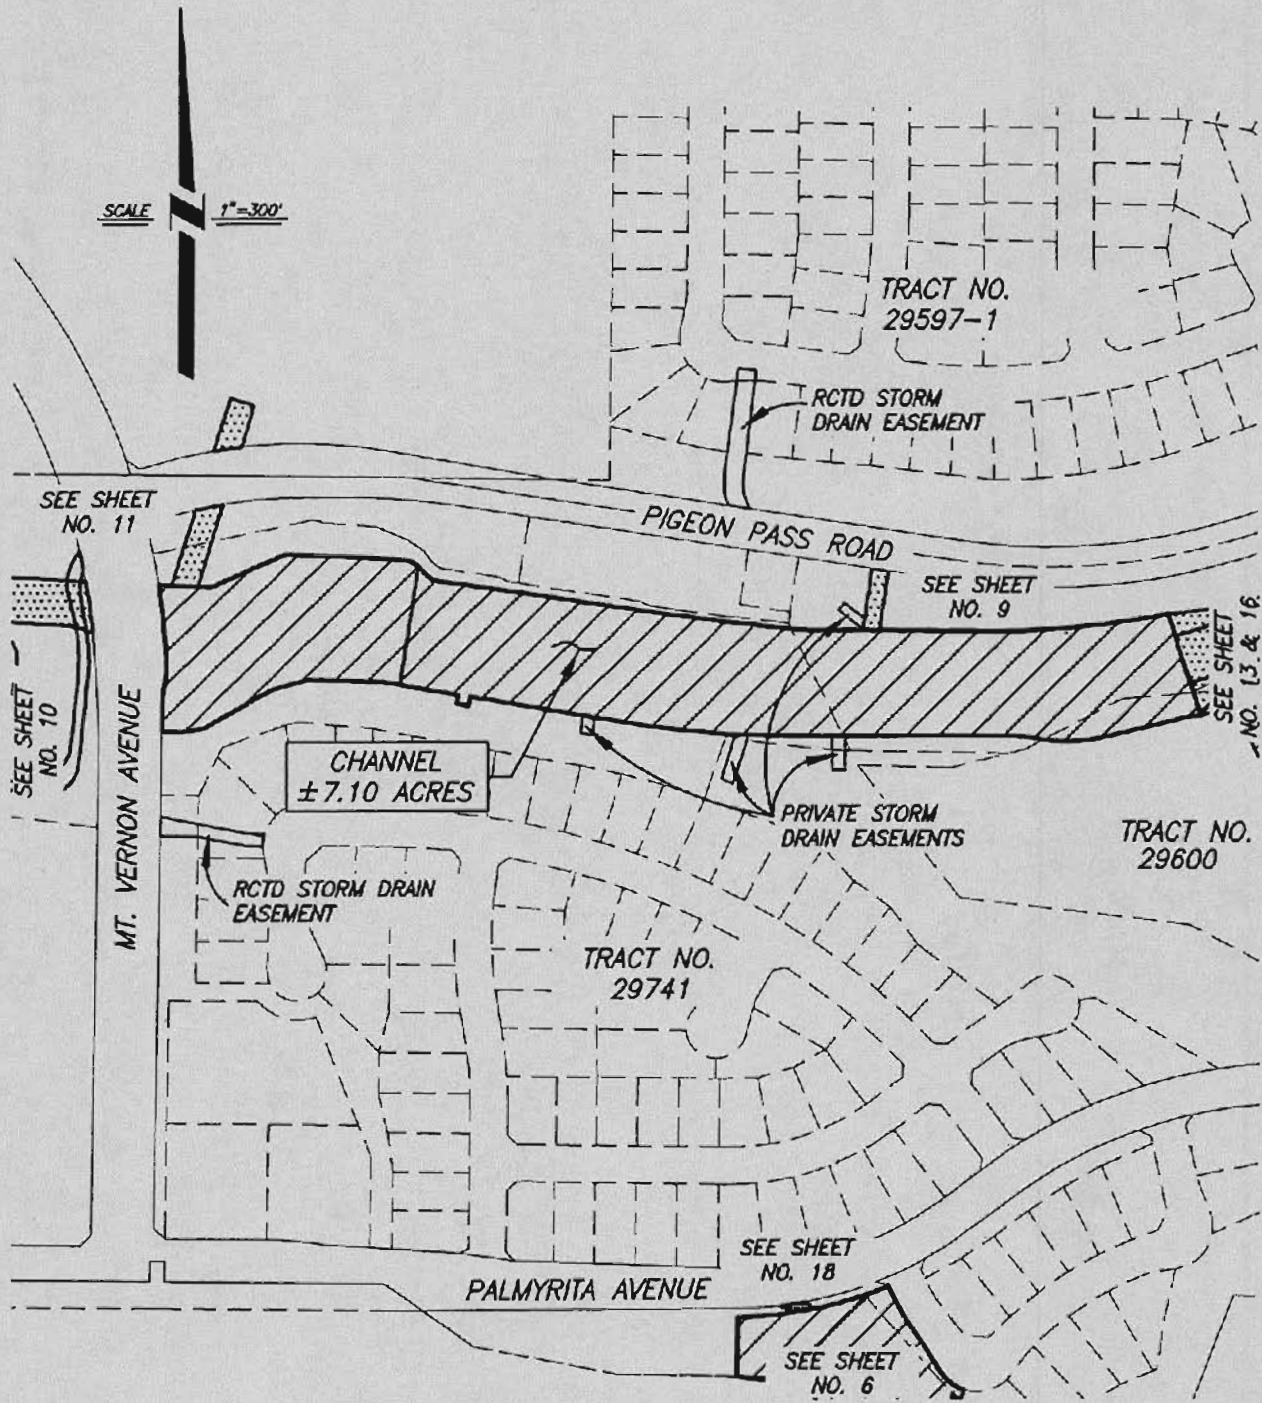 SCALE 1"=300'
TRACT NO.
29597-1
RCTD STORM
DRAIN EASEMENT
SEE SHEET
NO. 11
PIGEON PASS ROAD
SEE SHEET
NO. 9
SEE SHEET
NO. 13 & 16
SEE SHEET
NO. 10
MT. VERNON AVENUE
CHANNEL
±7.10 ACRES
PRIVATE STORM
DRAIN EASEMENTS
TRACT NO.
29600
RCTD STORM DRAIN
EASEMENT
TRACT NO.
29741
SEE SHEET
NO. 18
PALMYRITA AVENUE
SEE SHEET
NO. 6